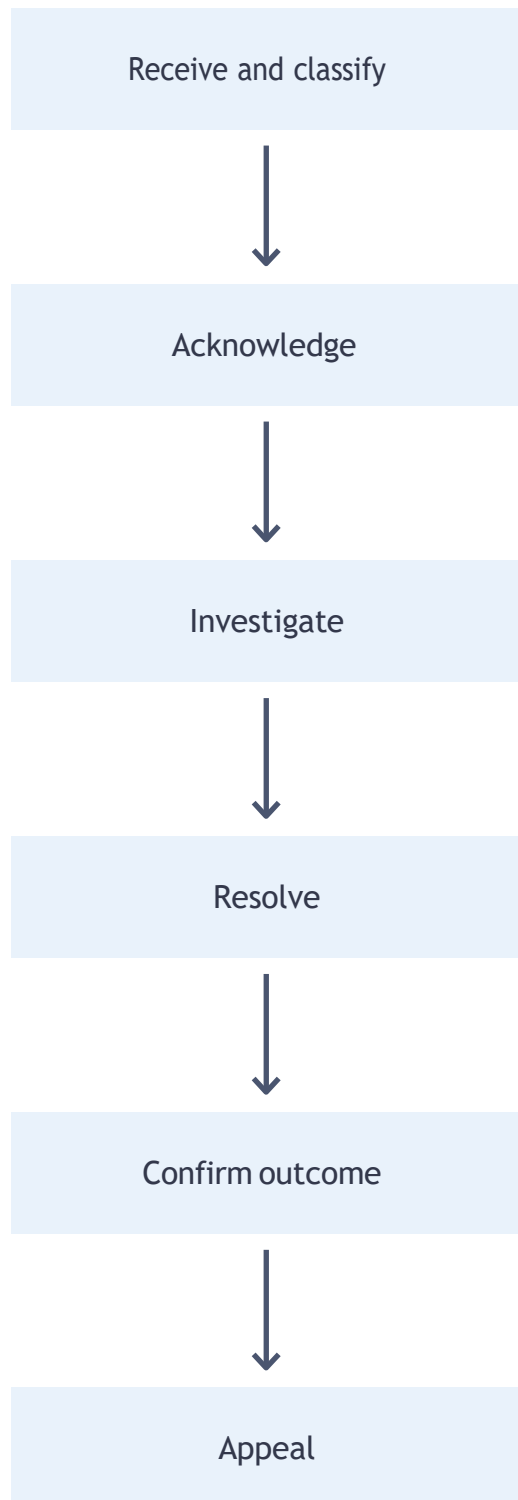 Receive and classify
Acknowledge
Investigate
Resolve
Confirm outcome
Appeal